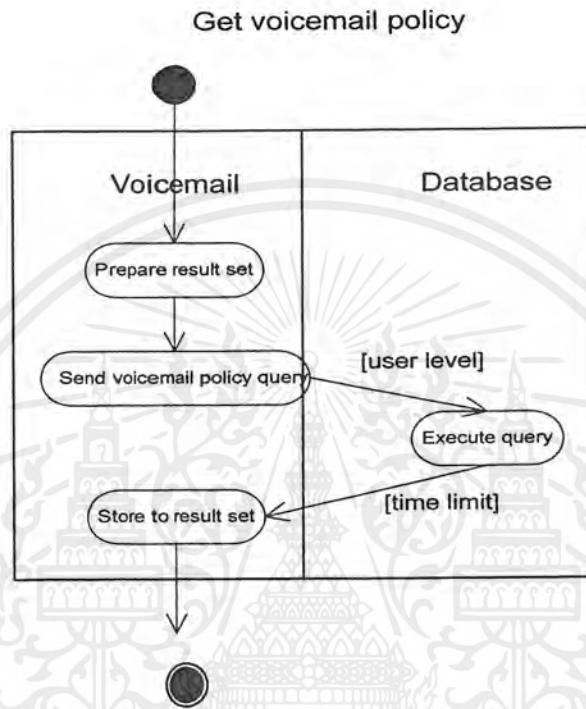 Get voicemail policy
Voicemail
Database
Prepare result set
Send voicemail policy query
[user level]
Execute query
[time limit]
Store to result set